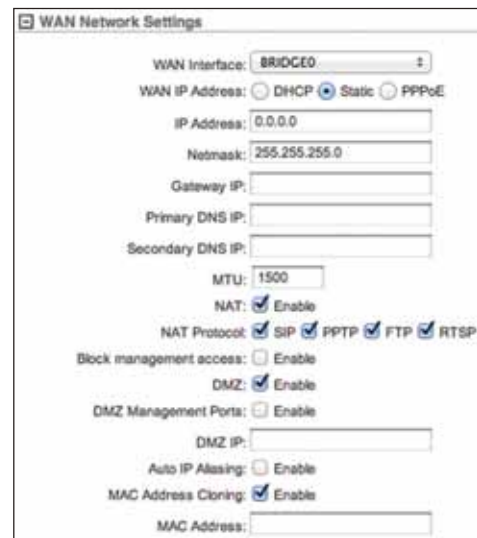 WAN Network Settings
WAN Interface: BRIDGE0
WAN IP Address: DHCP Static PPPoE
IP Address: 0.0.0.0
Netmask: 255.255.255.0
Gateway IP:
Primary DNS IP:
Secondary DNS IP:
MTU: 1500
NAT: Enable
NAT Protocol: SIP PPTP FTP RTSP
Block management access: Enable
DMZ: Enable
DMZ Management Ports: Enable
DMZ IP:
Auto IP Aliasing: Enable
MAC Address Cloning: Enable
MAC Address: